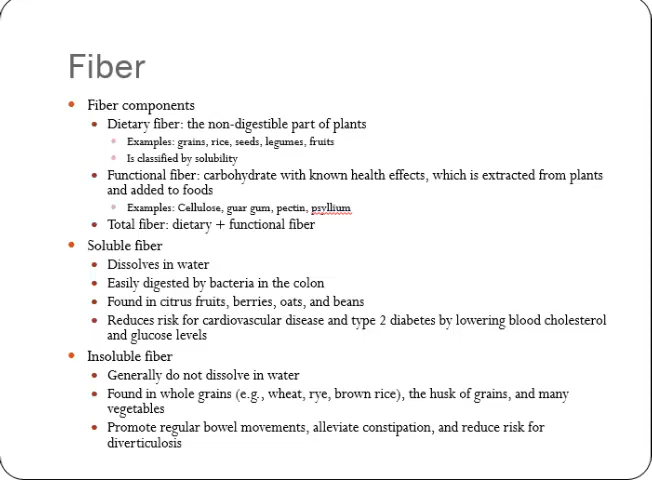 Fiber
Fiber components
Dietary fiber: the non-digestible part of plants
Examples: grains, rice, seeds, legumes, fruits
Is classified by solubility
Functional fiber: carbohydrate with known health effects, which is extracted from plants
and added to foods
Examples: Cellulose, guar gum, pectin, psyllium
Total fiber: dietary + functional fiber
Soluble fiber
Dissolves in water
Easily digested by bacteria in the colon
Found in citrus fruits, berries, oats, and beans
Reduces risk for cardiovascular disease and type 2 diabetes by lowering blood cholesterol
and glucose levels
Insoluble fiber
Generally do not dissolve in water
Found in whole grains (e.g., wheat, rye, brown rice), the husk of grains, and many
vegetables
Promote regular bowel movements, alleviate constipation, and reduce risk for
diverticulosis